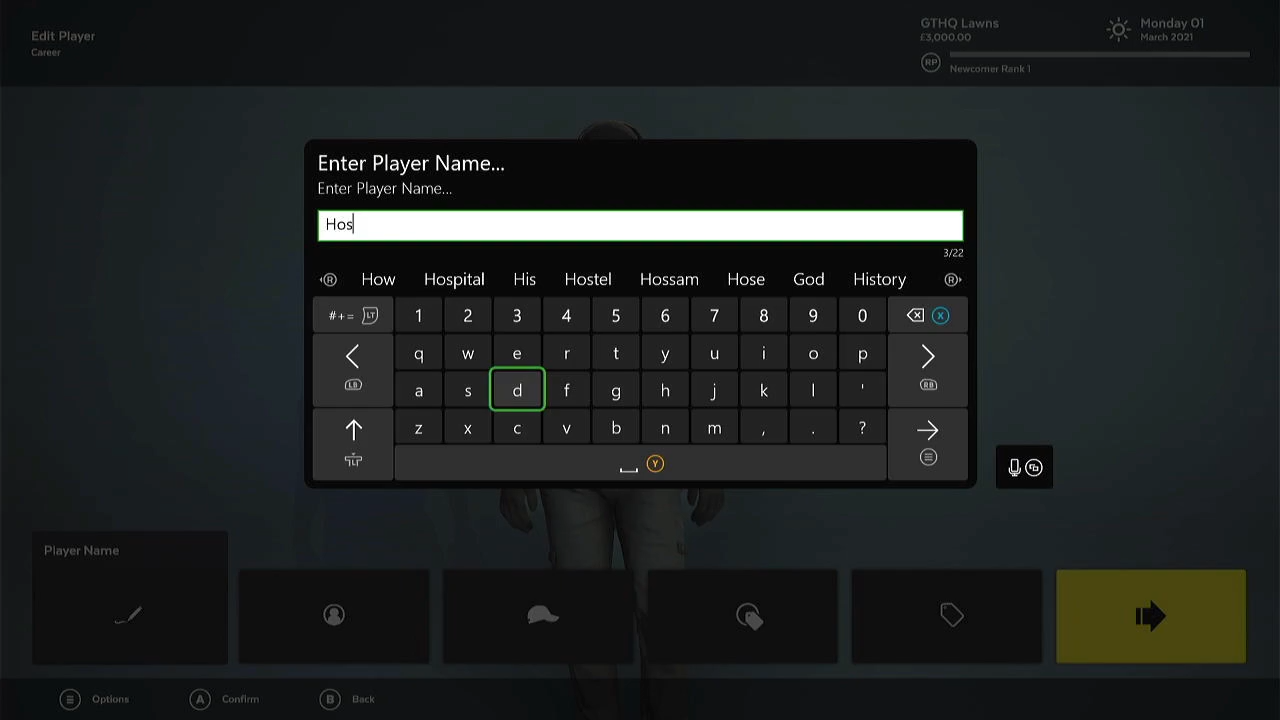 Edit Player
Career
GTHQ Lawns
£3,000.00
Monday 01
March 2021
RP
Newcomer Rank 1
Enter Player Name...
Enter Player Name...
Hos
3/22
R How Hospital His Hostel Hossam Hose God History R
#+= LT 1 2 3 4 5 6 7 8 9 0 X
LB q w e r t y u i o p RB
a s d f g h j k l '
z x c v b n m , . ?
LT Y
Player Name
Options A Confirm B Back